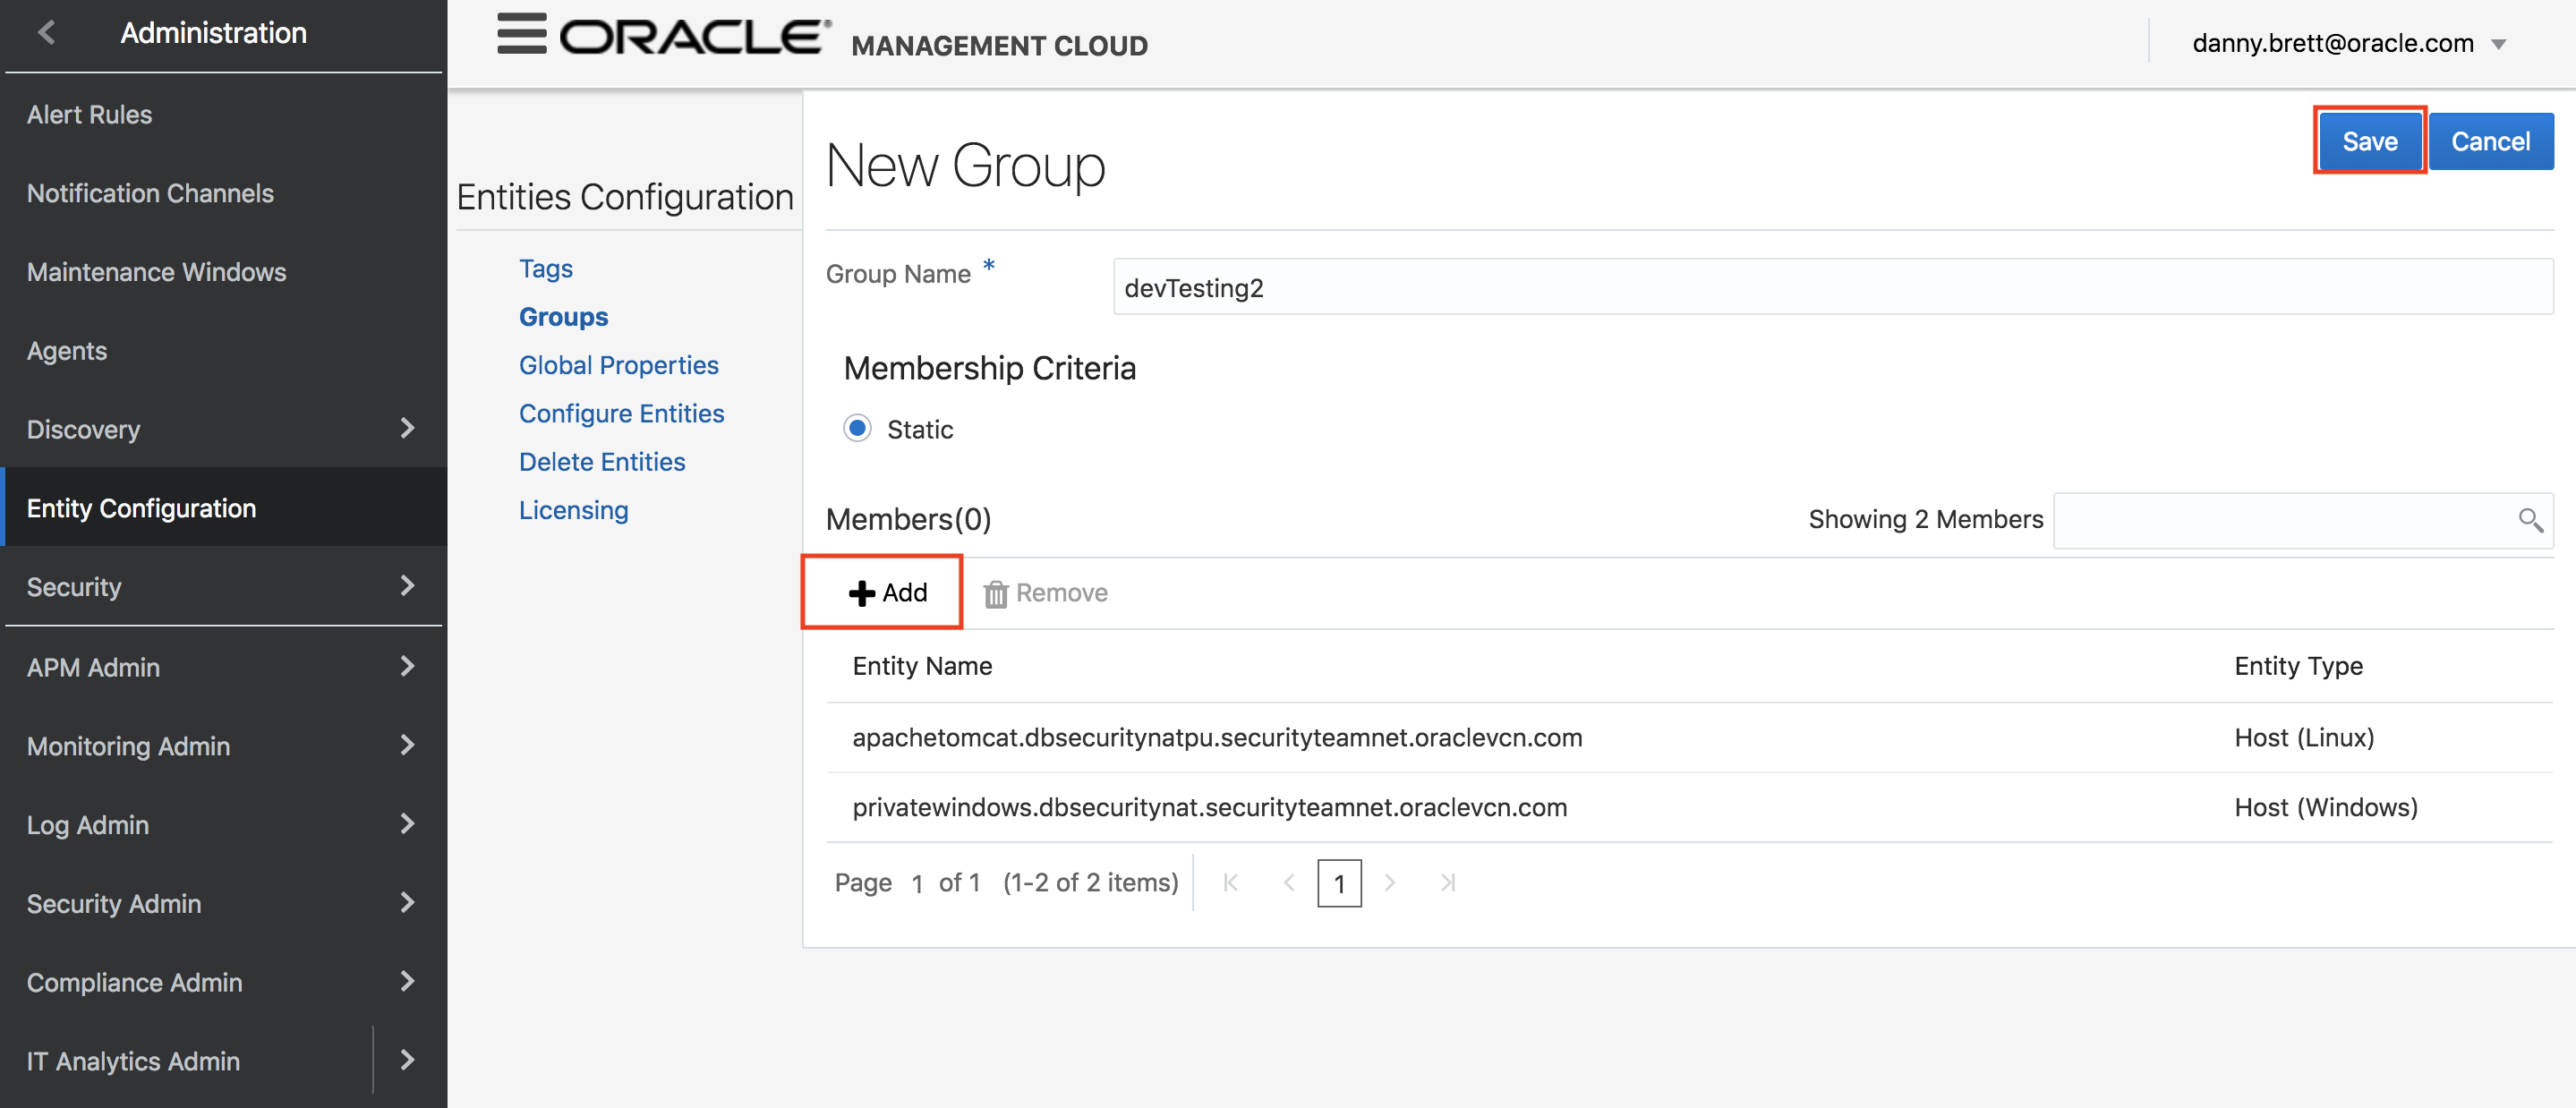 Administration
Alert Rules
Notification Channels
Maintenance Windows
Agents
Discovery
Entity Configuration
Security
APM Admin
Monitoring Admin
Log Admin
Security Admin
Compliance Admin
IT Analytics Admin
ORACLE® MANAGEMENT CLOUD
danny.brett@oracle.com
Entities Configuration
Tags
Groups
Global Properties
Configure Entities
Delete Entities
Licensing
New Group
Save Cancel
Group Name *
devTesting2
Membership Criteria
Static
Members(0)
Showing 2 Members
Add Remove
Entity Name Entity Type
apachetomcat.dbsecuritynatpu.securityteamnet.oraclevcn.com Host (Linux)
privatewindows.dbsecuritynat.securityteamnet.oraclevcn.com Host (Windows)
Page 1 of 1 (1-2 of 2 items) 1